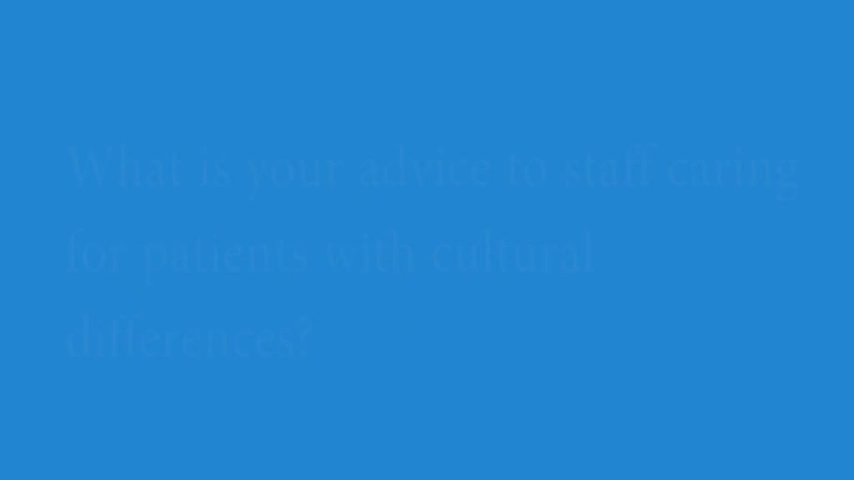 What is your advice to staff caring
for patients with cultural
differences?